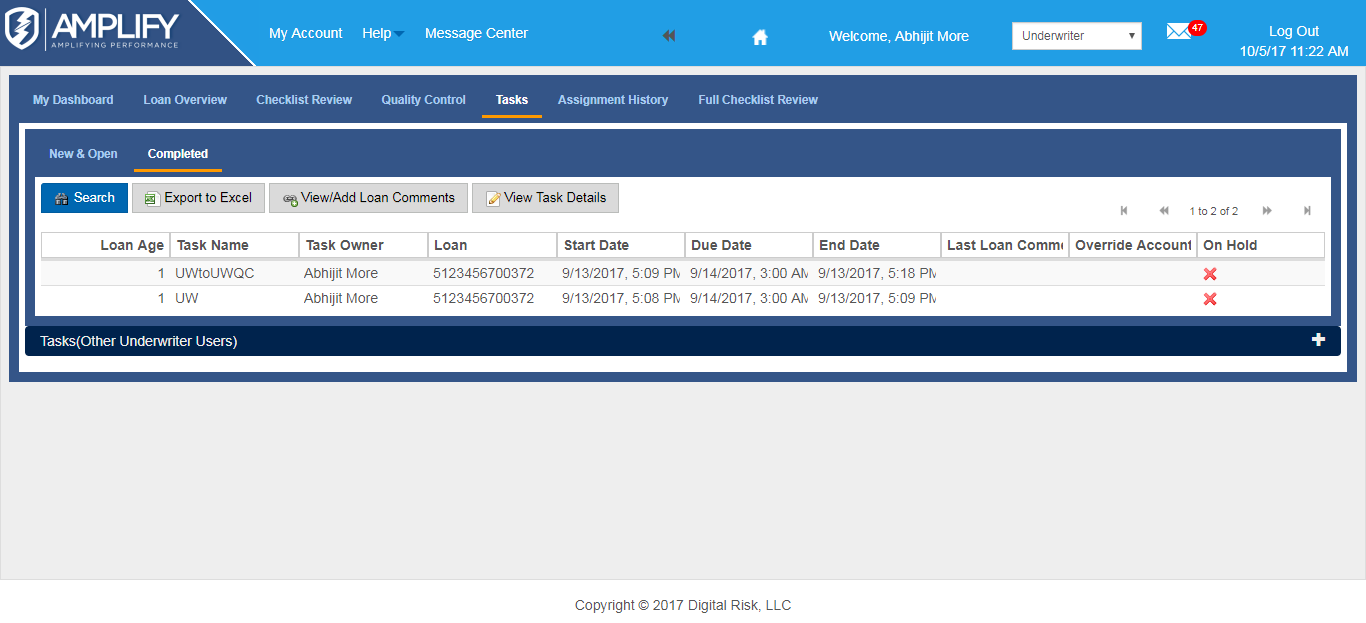 AMPLIFY
AMPLIFYING PERFORMANCE
My Account Help Message Center Welcome, Abhijit More Underwriter 47 Log Out
10/5/17 11:22 AM
My Dashboard Loan Overview Checklist Review Quality Control Tasks Assignment History Full Checklist Review
New & Open Completed
Search Export to Excel View/Add Loan Comments View Task Details
1 to 2 of 2
Loan Age Task Name Task Owner Loan Start Date Due Date End Date Last Loan Comme Override Account On Hold
1 UWtoUWQC Abhijit More 5123456700372 9/13/2017, 5:09 PM 9/14/2017, 3:00 AM 9/13/2017, 5:18 PM
1 UW Abhijit More 5123456700372 9/13/2017, 5:08 PM 9/14/2017, 3:00 AM 9/13/2017, 5:09 PM
Tasks(Other Underwriter Users)
Copyright © 2017 Digital Risk, LLC